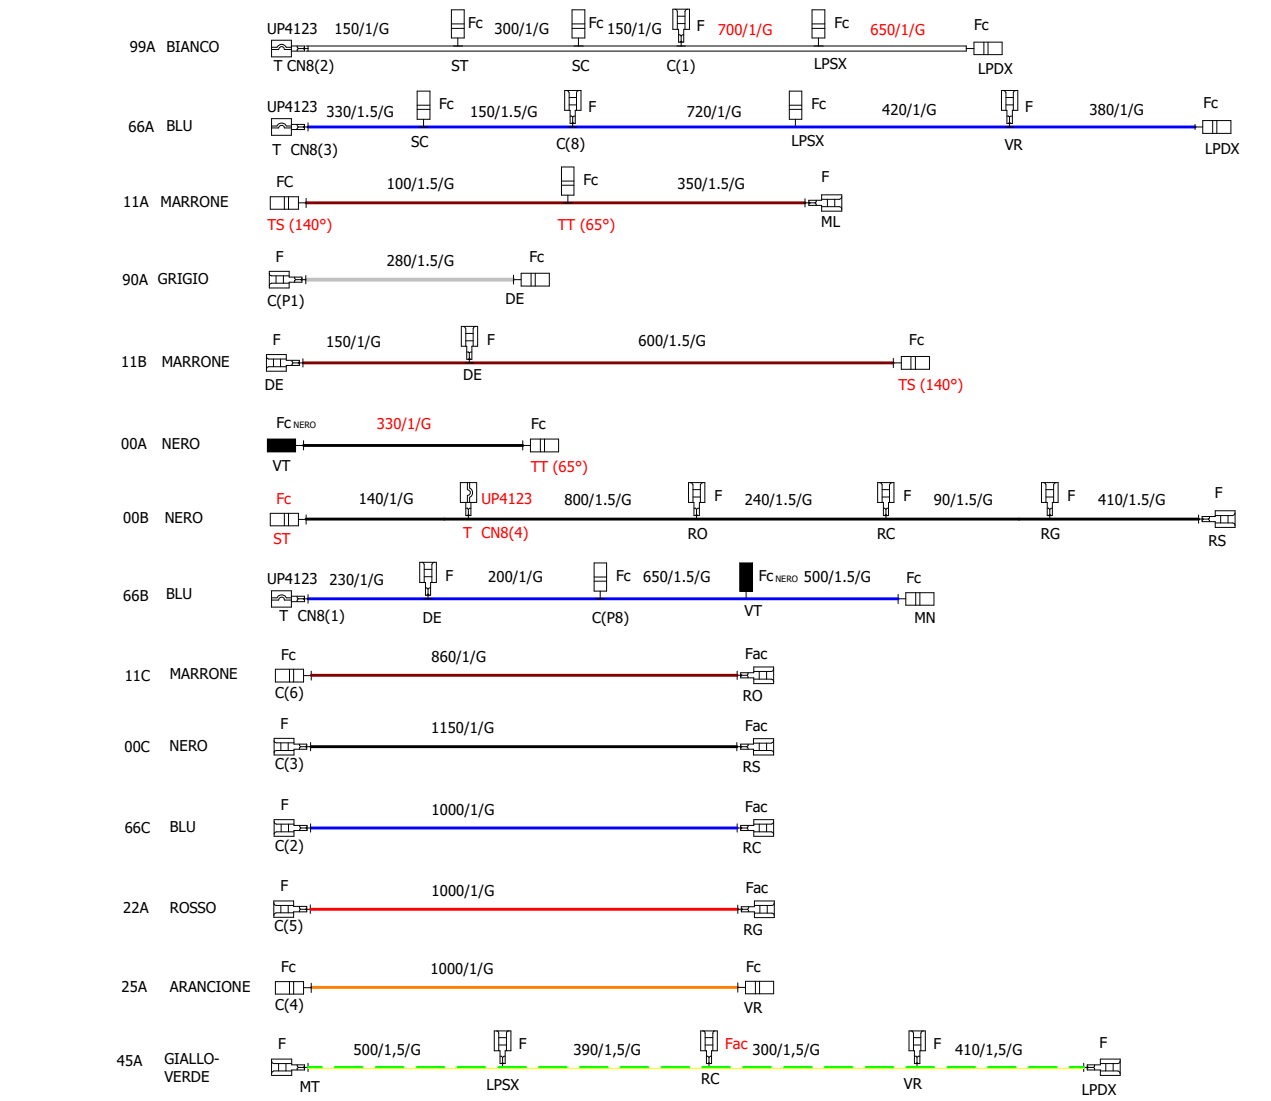 UP4123 150/1/G Fc 300/1/G Fc 150/1/G F 700/1/G Fc 650/1/G Fc
99A BIANCO
T CN8(2) ST SC C(1) LPSX LPDX
UP4123 330/1.5/G Fc 150/1.5/G F 720/1/G Fc 420/1/G F 380/1/G Fc
66A BLU
T CN8(3) SC C(8) LPSX VR LPDX
FC 100/1.5/G Fc 350/1.5/G F
11A MARRONE
TS (140°) TT (65°) ML
F 280/1.5/G Fc
90A GRIGIO
C(P1) DE
F 150/1/G F 600/1.5/G Fc
11B MARRONE
DE DE TS (140°)
Fc NERO 330/1/G Fc
00A NERO
VT TT (65°)
Fc 140/1/G UP4123 800/1.5/G F 240/1.5/G F 90/1.5/G F 410/1.5/G F
00B NERO
ST T CN8(4) RO RC RG RS
UP4123 230/1/G F 200/1/G Fc 650/1.5/G Fc NERO 500/1.5/G Fc
66B BLU
T CN8(1) DE C(P8) VT MN
Fc 860/1/G Fac
11C MARRONE
C(6) RO
F 1150/1/G Fac
00C NERO
C(3) RS
F 1000/1/G Fac
66C BLU
C(2) RC
F 1000/1/G Fac
22A ROSSO
C(5) RG
Fc 1000/1/G Fc
25A ARANCIONE
C(4) VR
F 500/1,5/G F 390/1,5/G Fac 300/1,5/G F 410/1,5/G F
45A GIALLO-
VERDE
MT LPSX RC VR LPDX